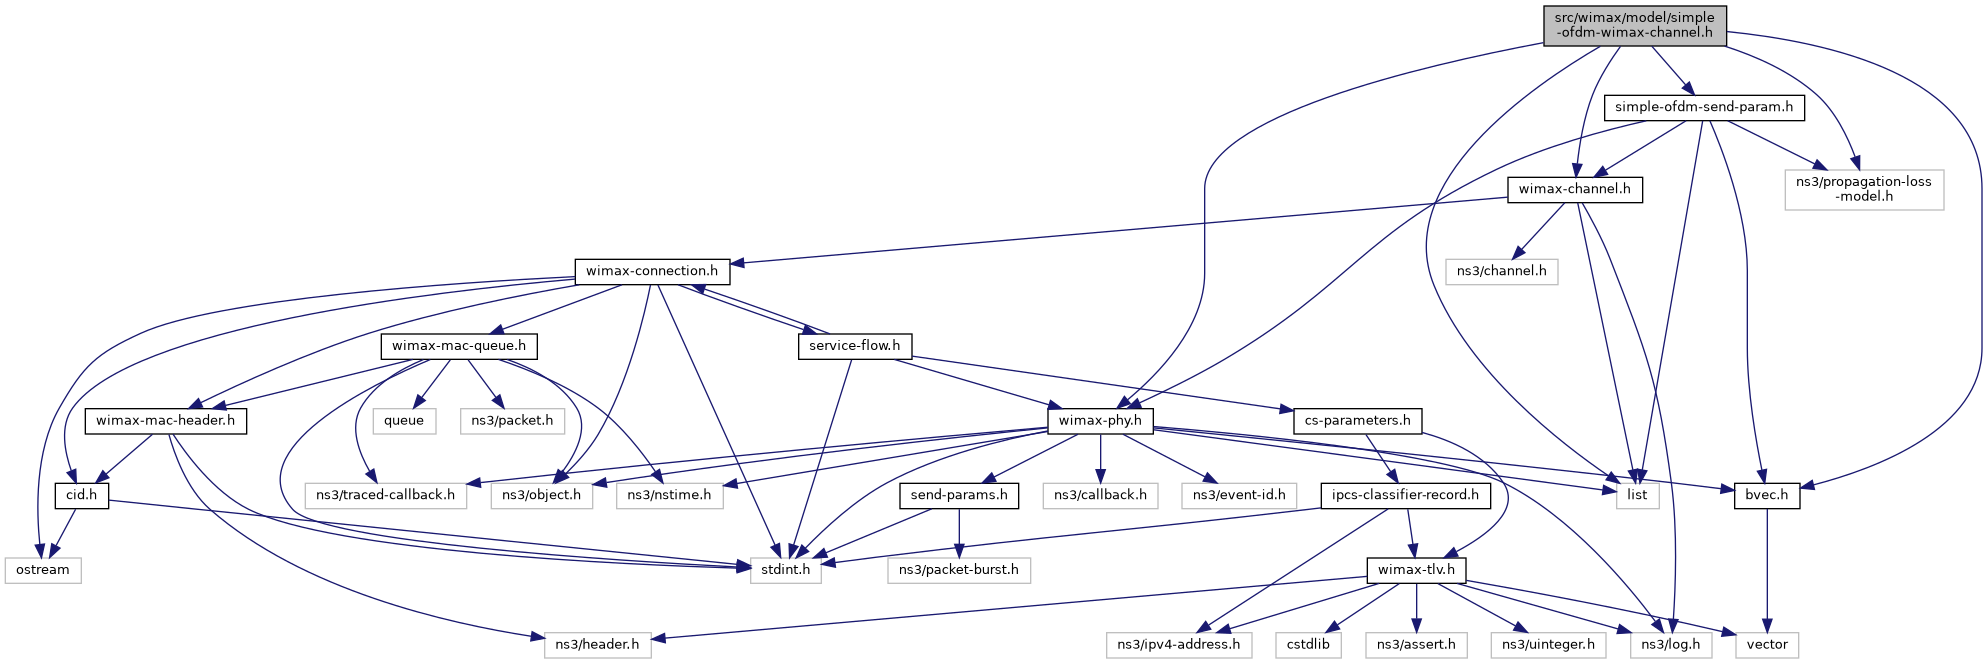 src/wimax/model/simple
-ofdm-wimax-channel.h
simple-ofdm-send-param.h
wimax-channel.h
ns3/propagation-loss
-model.h
wimax-connection.h
ns3/channel.h
wimax-mac-queue.h
service-flow.h
wimax-mac-header.h
queue
ns3/packet.h
wimax-phy.h
cs-parameters.h
cid.h
ns3/traced-callback.h
ns3/object.h
ns3/nstime.h
send-params.h
ns3/callback.h
ns3/event-id.h
ipcs-classifier-record.h
list
bvec.h
ostream
stdint.h
ns3/packet-burst.h
wimax-tlv.h
ns3/header.h
ns3/ipv4-address.h
cstdlib
ns3/assert.h
ns3/uinteger.h
ns3/log.h
vector